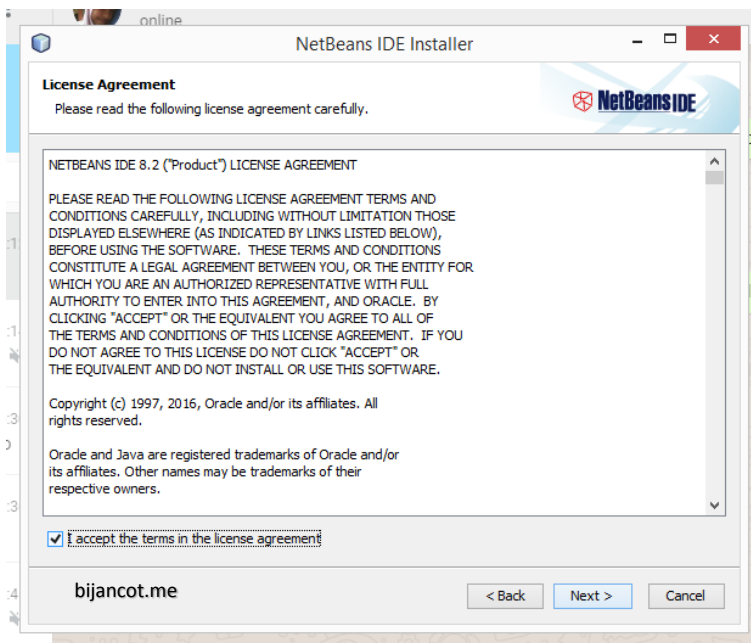 online
NetBeans IDE Installer
License Agreement
Please read the following license agreement carefully.
NetBeans IDE
NETBEANS IDE 8.2 ("Product") LICENSE AGREEMENT
PLEASE READ THE FOLLOWING LICENSE AGREEMENT TERMS AND
CONDITIONS CAREFULLY, INCLUDING WITHOUT LIMITATION THOSE
DISPLAYED ELSEWHERE (AS INDICATED BY LINKS LISTED BELOW),
BEFORE USING THE SOFTWARE.  THESE TERMS AND CONDITIONS
CONSTITUTE A LEGAL AGREEMENT BETWEEN YOU, OR THE ENTITY FOR
WHICH YOU ARE AN AUTHORIZED REPRESENTATIVE WITH FULL
AUTHORITY TO ENTER INTO THIS AGREEMENT, AND ORACLE.  BY
CLICKING "ACCEPT" OR THE EQUIVALENT YOU AGREE TO ALL OF
THE TERMS AND CONDITIONS OF THIS LICENSE AGREEMENT.  IF YOU
DO NOT AGREE TO THIS LICENSE DO NOT CLICK "ACCEPT" OR
THE EQUIVALENT AND DO NOT INSTALL OR USE THIS SOFTWARE.
Copyright (c) 1997, 2016, Oracle and/or its affiliates. All
rights reserved.
Oracle and Java are registered trademarks of Oracle and/or
its affiliates. Other names may be trademarks of their
respective owners.
I accept the terms in the license agreement
bijancot.me
< Back
Next >
Cancel